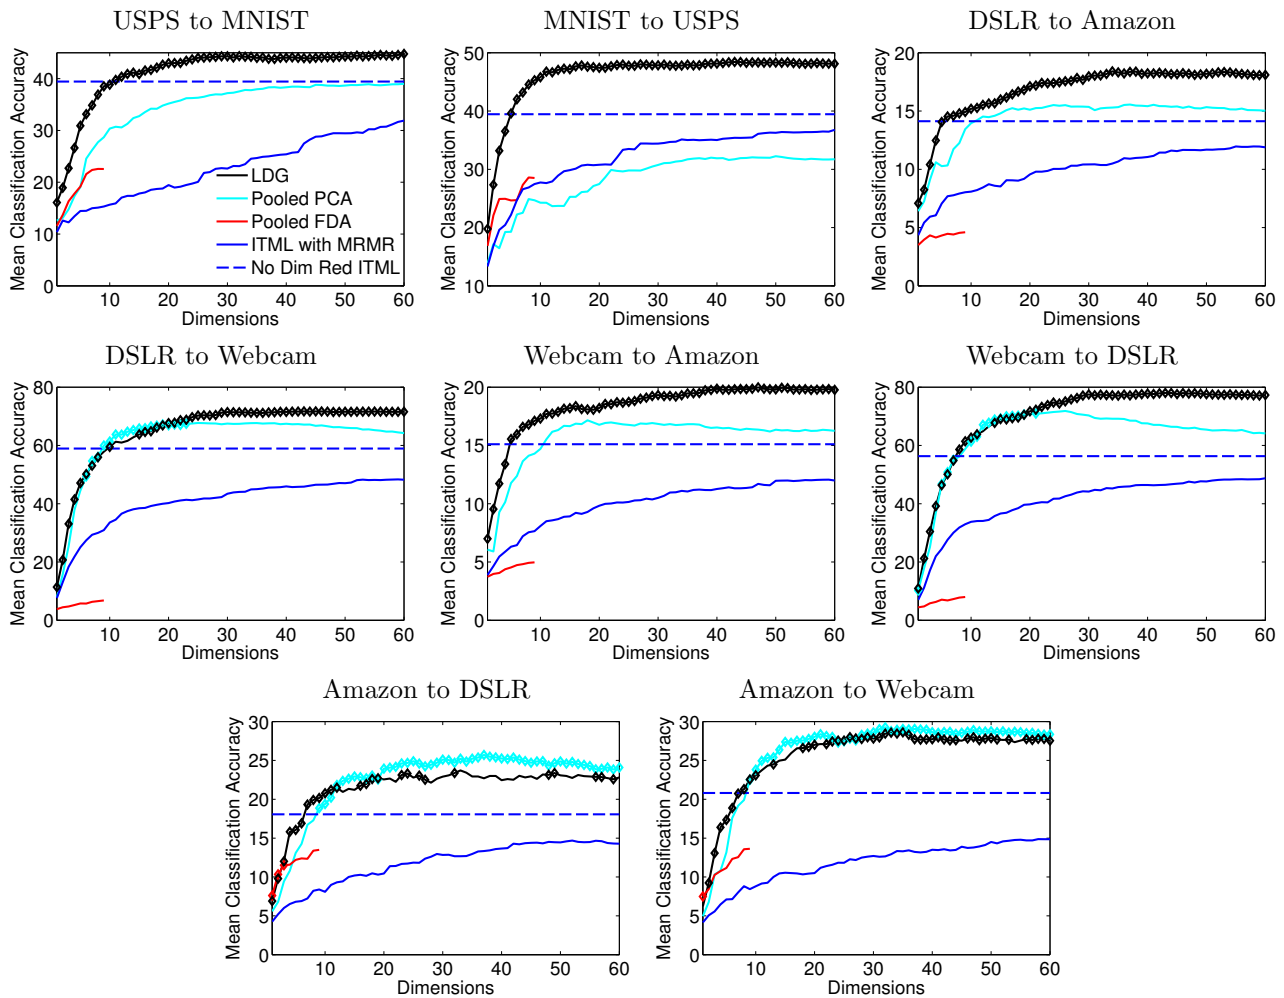 USPS to MNIST
Mean Classification Accuracy
40
30
20
10
0
LDG
Pooled PCA
Pooled FDA
ITML with MRMR
No Dim Red ITML
10 20 30 40 50 60
Dimensions
MNIST to USPS
Mean Classification Accuracy
50
40
30
20
10
10 20 30 40 50 60
Dimensions
DSLR to Amazon
Mean Classification Accuracy
20
15
10
5
0
10 20 30 40 50 60
Dimensions
DSLR to Webcam
Mean Classification Accuracy
80
60
40
20
0
10 20 30 40 50 60
Dimensions
Webcam to Amazon
Mean Classification Accuracy
20
15
10
5
0
10 20 30 40 50 60
Dimensions
Webcam to DSLR
Mean Classification Accuracy
80
60
40
20
0
10 20 30 40 50 60
Dimensions
Amazon to DSLR
Mean Classification Accuracy
30
25
20
15
10
5
0
10 20 30 40 50 60
Dimensions
Amazon to Webcam
Mean Classification Accuracy
30
25
20
15
10
5
0
10 20 30 40 50 60
Dimensions